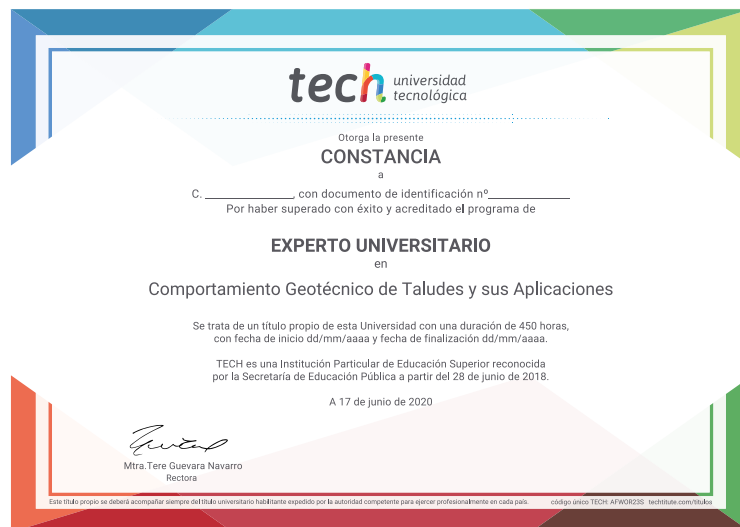 tech universidad
tecnológica
Otorga la presente
CONSTANCIA
a
C. ______________, con documento de identificación nº______________
Por haber superado con éxito y acreditado el programa de
EXPERTO UNIVERSITARIO
en
Comportamiento Geotécnico de Taludes y sus Aplicaciones
Se trata de un título propio de esta Universidad con una duración de 450 horas,
con fecha de inicio dd/mm/aaaa y fecha de finalización dd/mm/aaaa.
TECH es una Institución Particular de Educación Superior reconocida
por la Secretaría de Educación Pública a partir del 28 de junio de 2018.
A 17 de junio de 2020
Mtra.Tere Guevara Navarro
Rectora
Este título propio se deberá acompañar siempre del título universitario habilitante expedido por la autoridad competente para ejercer profesionalmente en cada país. código único TECH: AFWOR23S techtitute.com/titulos